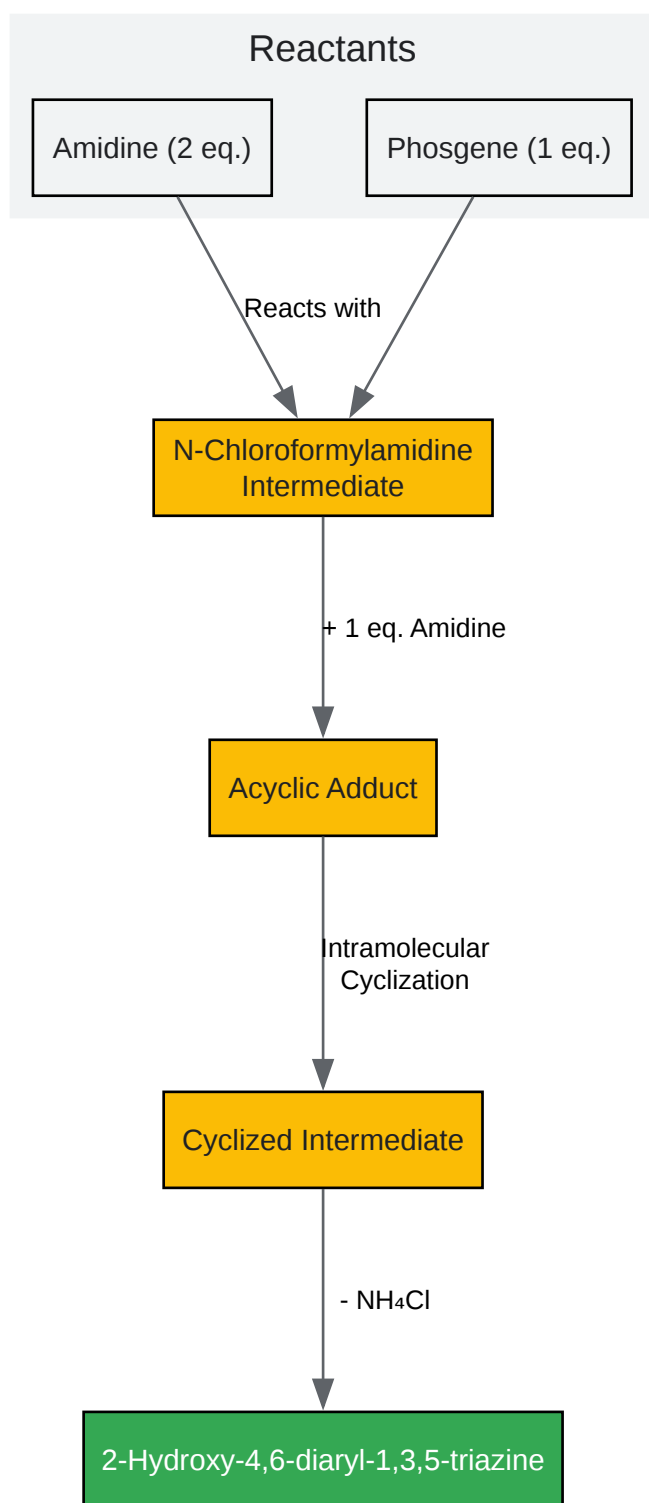 Reactants
Amidine (2 eq.)
Phosgene (1 eq.)
Reacts with
N-Chloroformylamidine
Intermediate
+ 1 eq. Amidine
Acyclic Adduct
Intramolecular
Cyclization
Cyclized Intermediate
- NH₄Cl
2-Hydroxy-4,6-diaryl-1,3,5-triazine